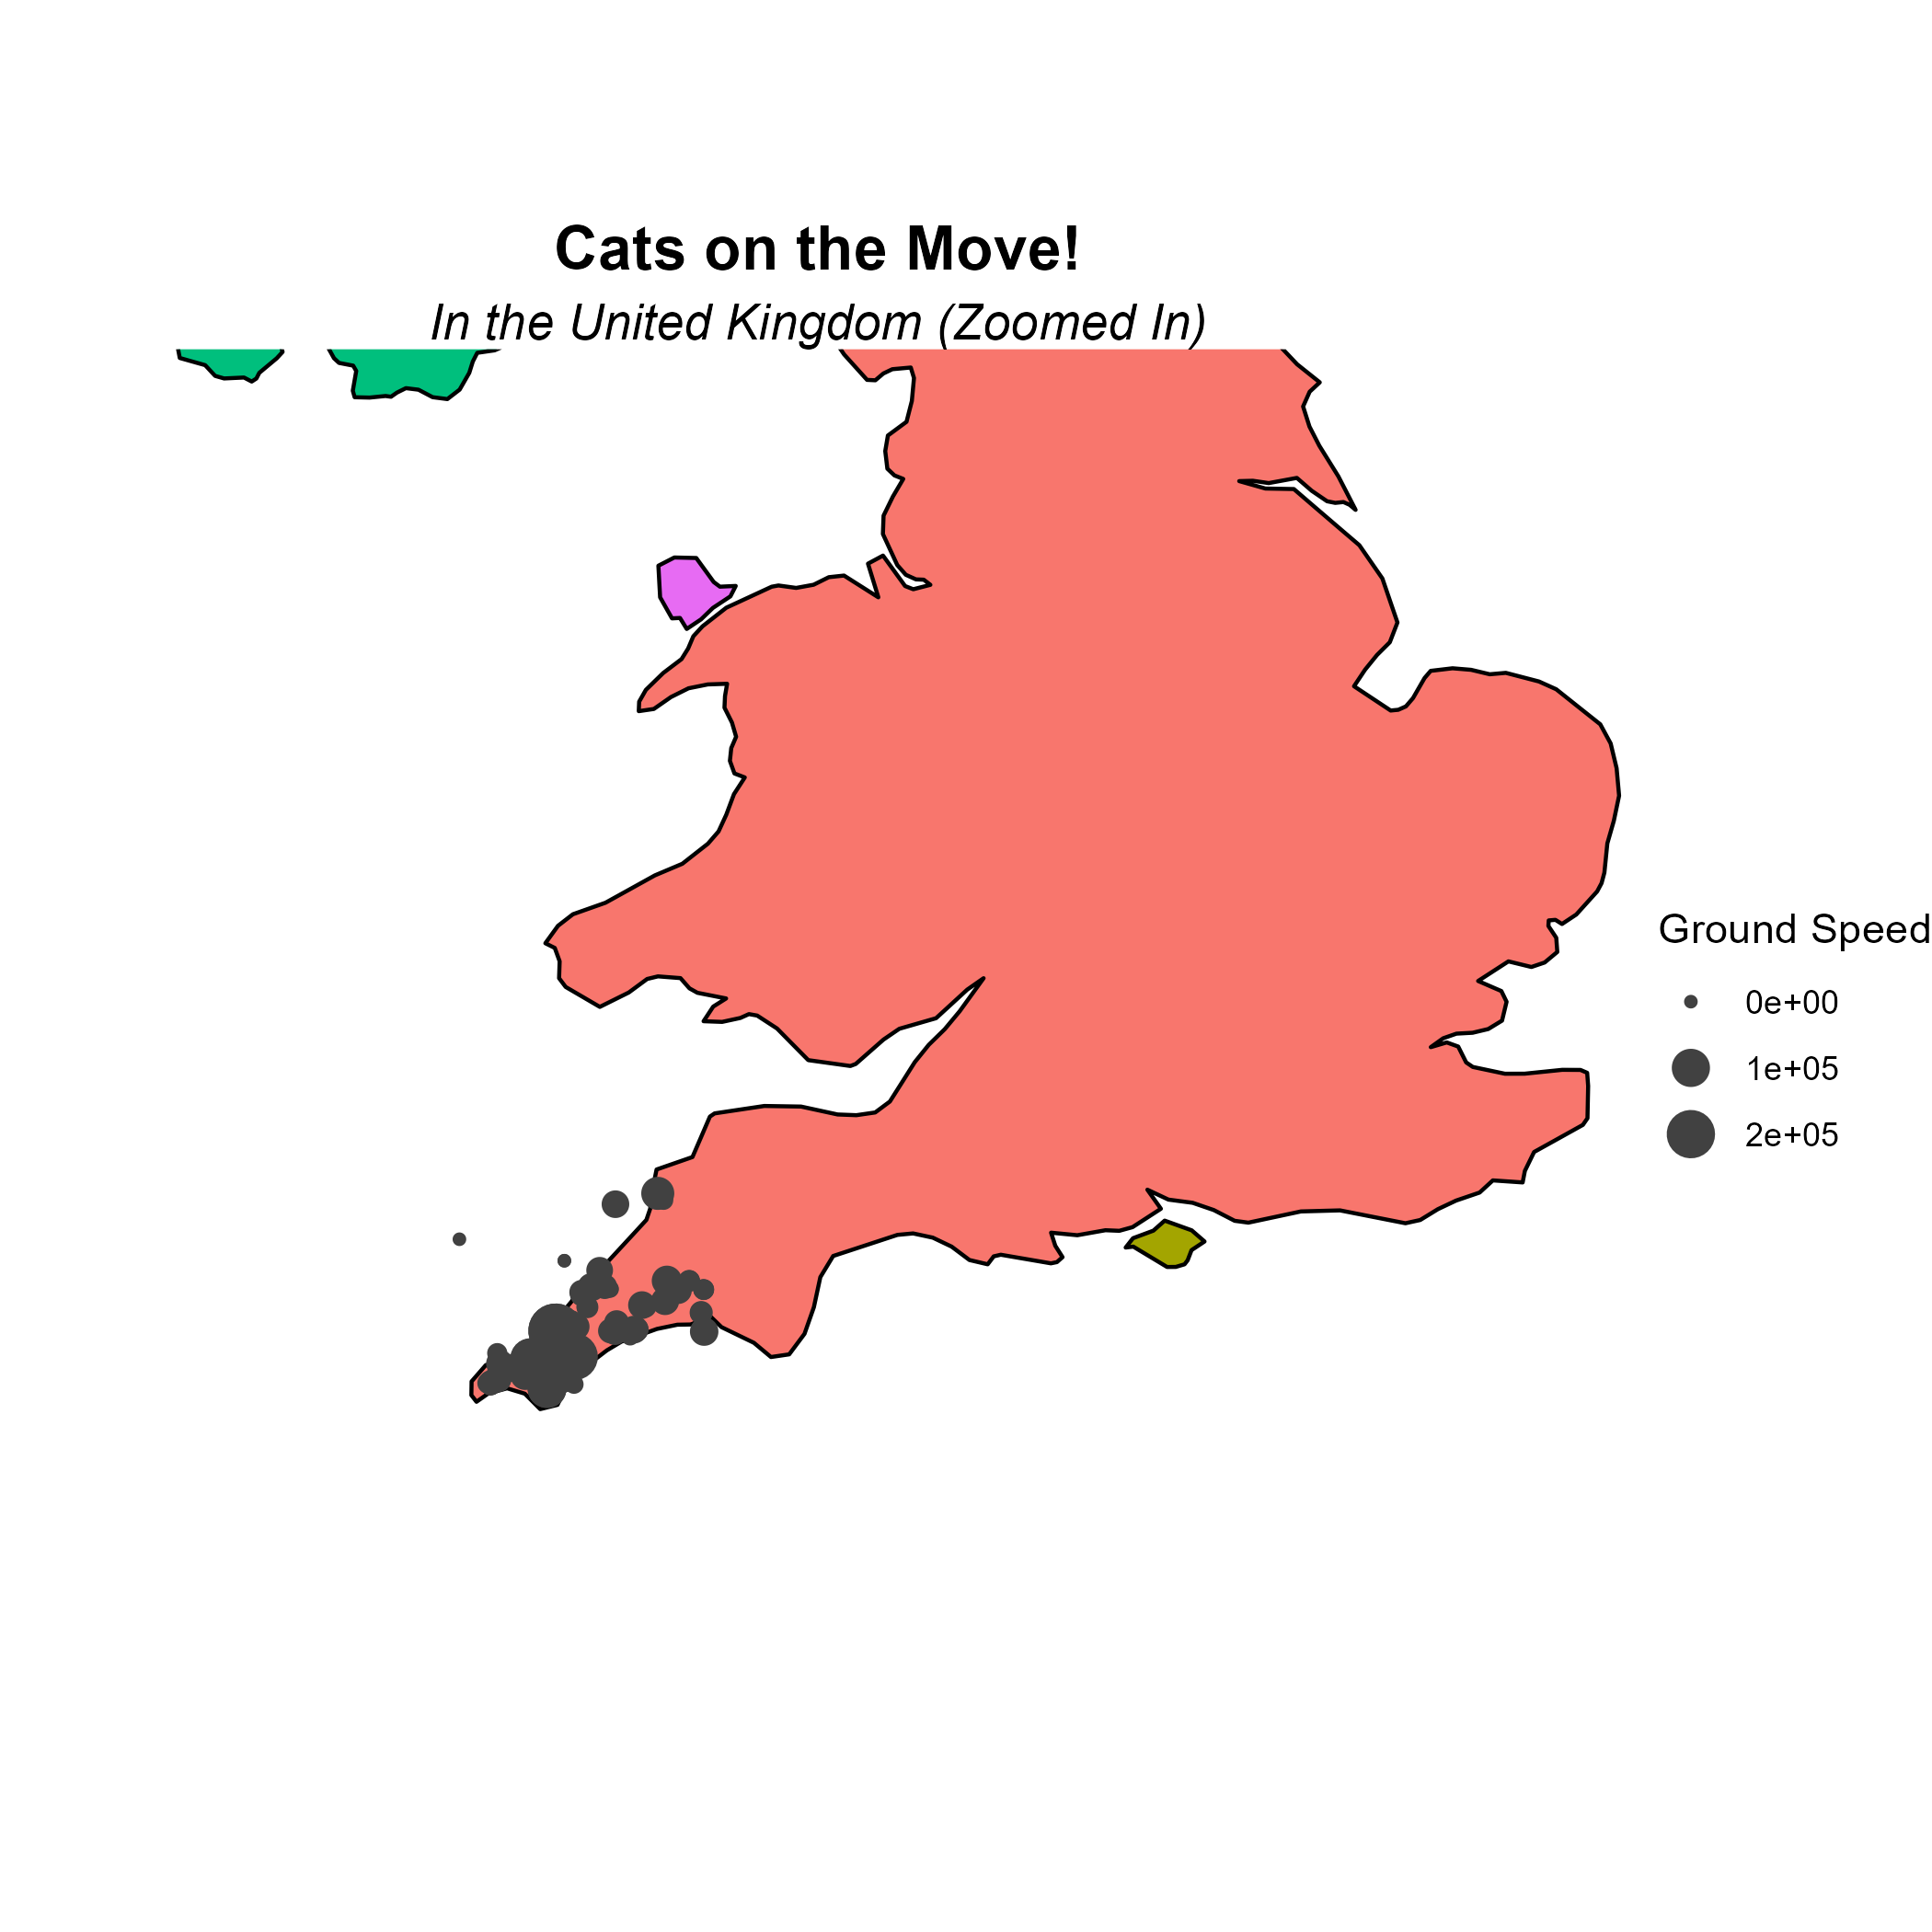 Cats on the Move!
In the United Kingdom (Zoomed In)
Ground Speed
0e+00
1e+05
2e+05